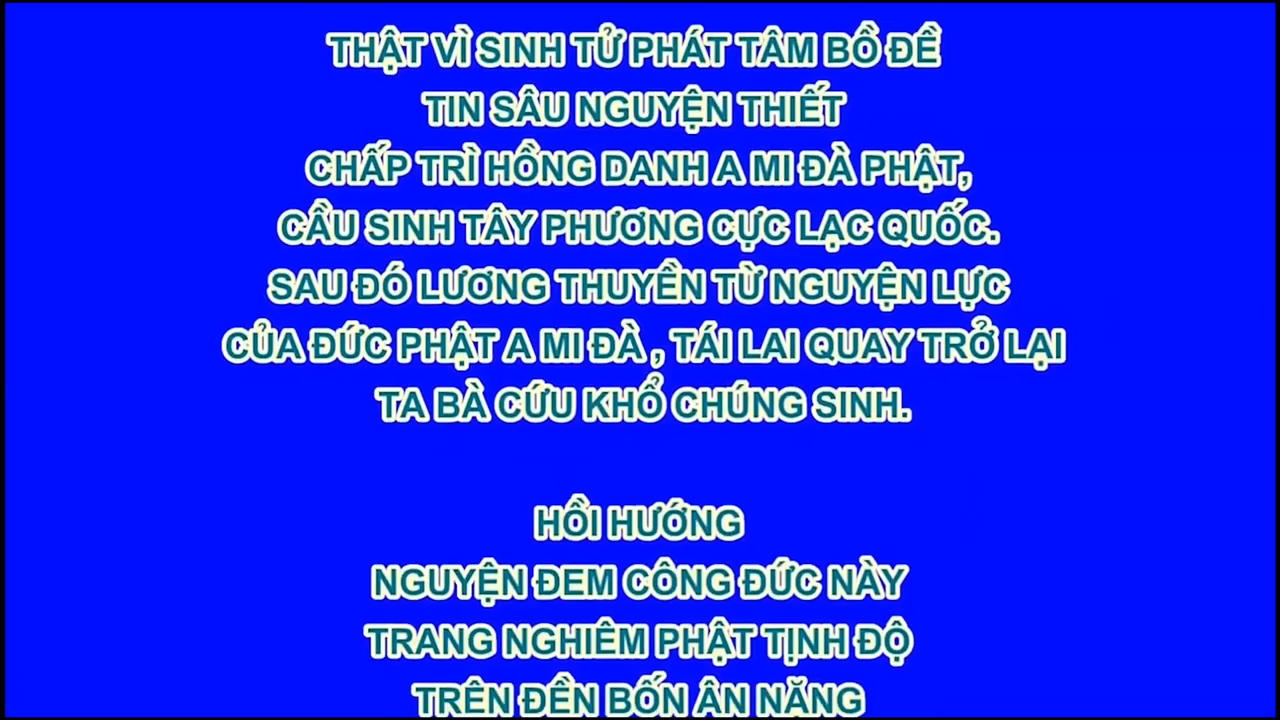 THẬT VÌ SINH TỬ PHÁT TÂM BỒ ĐỀ
TIN SÂU NGUYỆN THIẾT
CHẤP TRÌ HỒNG DANH A MI ĐÀ PHẬT,
CẦU SINH TÂY PHƯƠNG CỰC LẠC QUỐC.
SAU ĐÓ LƯƠNG THUYỀN TỪ NGUYỆN LỰC
CỦA ĐỨC PHẬT A MI ĐÀ , TÁI LAI QUAY TRỞ LẠI
TA BÀ CỨU KHỔ CHÚNG SINH.
HỒI HƯỚNG
NGUYỆN ĐEM CÔNG ĐỨC NÀY
TRANG NGHIÊM PHẬT TỊNH ĐỘ
TRÊN ĐỀN BỐN ÂN NẶNG